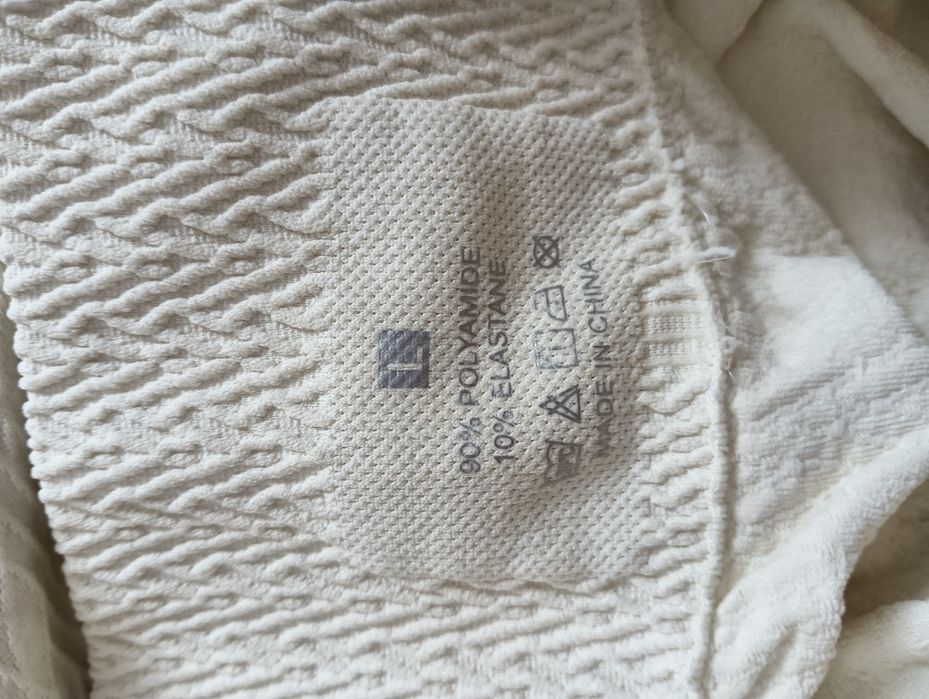 L
90% POLYAMIDE
10% ELASTANE
MADE IN CHINA